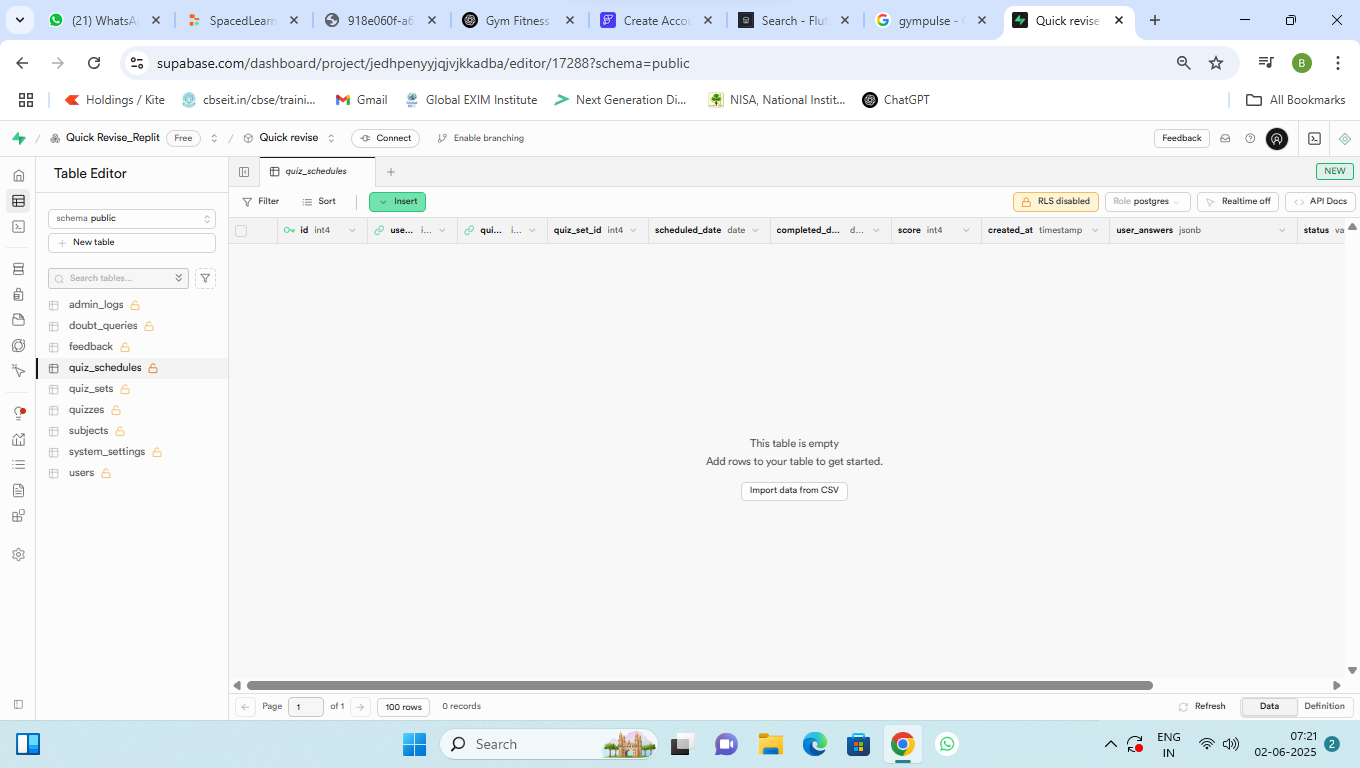 (21) WhatsA
SpacedLearn
918e060f-a6
Gym Fitness
Create Accou
Search - Flut
gympulse - G
Quick revise
supabase.com/dashboard/project/jedhpenyyjqjvjkkadba/editor/17288?schema=public
B
Holdings / Kite
cbseit.in/cbse/traini...
Gmail
Global EXIM Institute
Next Generation Di...
NISA, National Instit...
ChatGPT
All Bookmarks
/ Quick Revise_Replit Free / Quick revise Connect Enable branching
Feedback
Table Editor
quiz_schedules
NEW
schema public
New table
Search tables...
admin_logs
doubt_queries
feedback
quiz_schedules
quiz_sets
quizzes
subjects
system_settings
users
Filter Sort Insert
RLS disabled Role postgres Realtime off API Docs
id int4 use... i... qui... i... quiz_set_id int4 scheduled_date date completed_d... d... score int4 created_at timestamp user_answers jsonb status va
This table is empty
Add rows to your table to get started.
Import data from CSV
Page 1 of 1 100 rows 0 records
Refresh Data Definition
Search
ENG
IN
07:21
02-06-2025
2